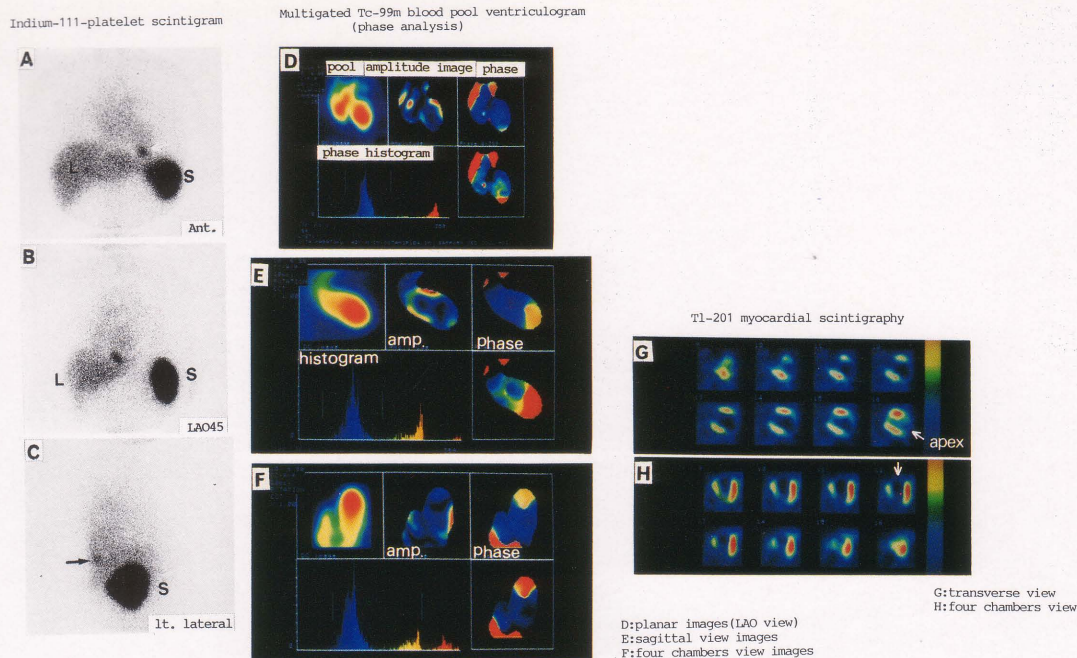 Indium-111-platelet scintigram
Multigated Tc-99m blood pool ventriculogram
(phase analysis)
A
L
S
Ant.
B
L
S
LAO45
C
S
lt. lateral
D
pool amplitude image phase
phase histogram
E
amp. phase
histogram
F
amp. phase
Tl-201 myocardial scintigraphy
G
apex
H
G:transverse view
H:four chambers view
D:planar images(LAO view)
E:sagittal view images
F:four chambers view images